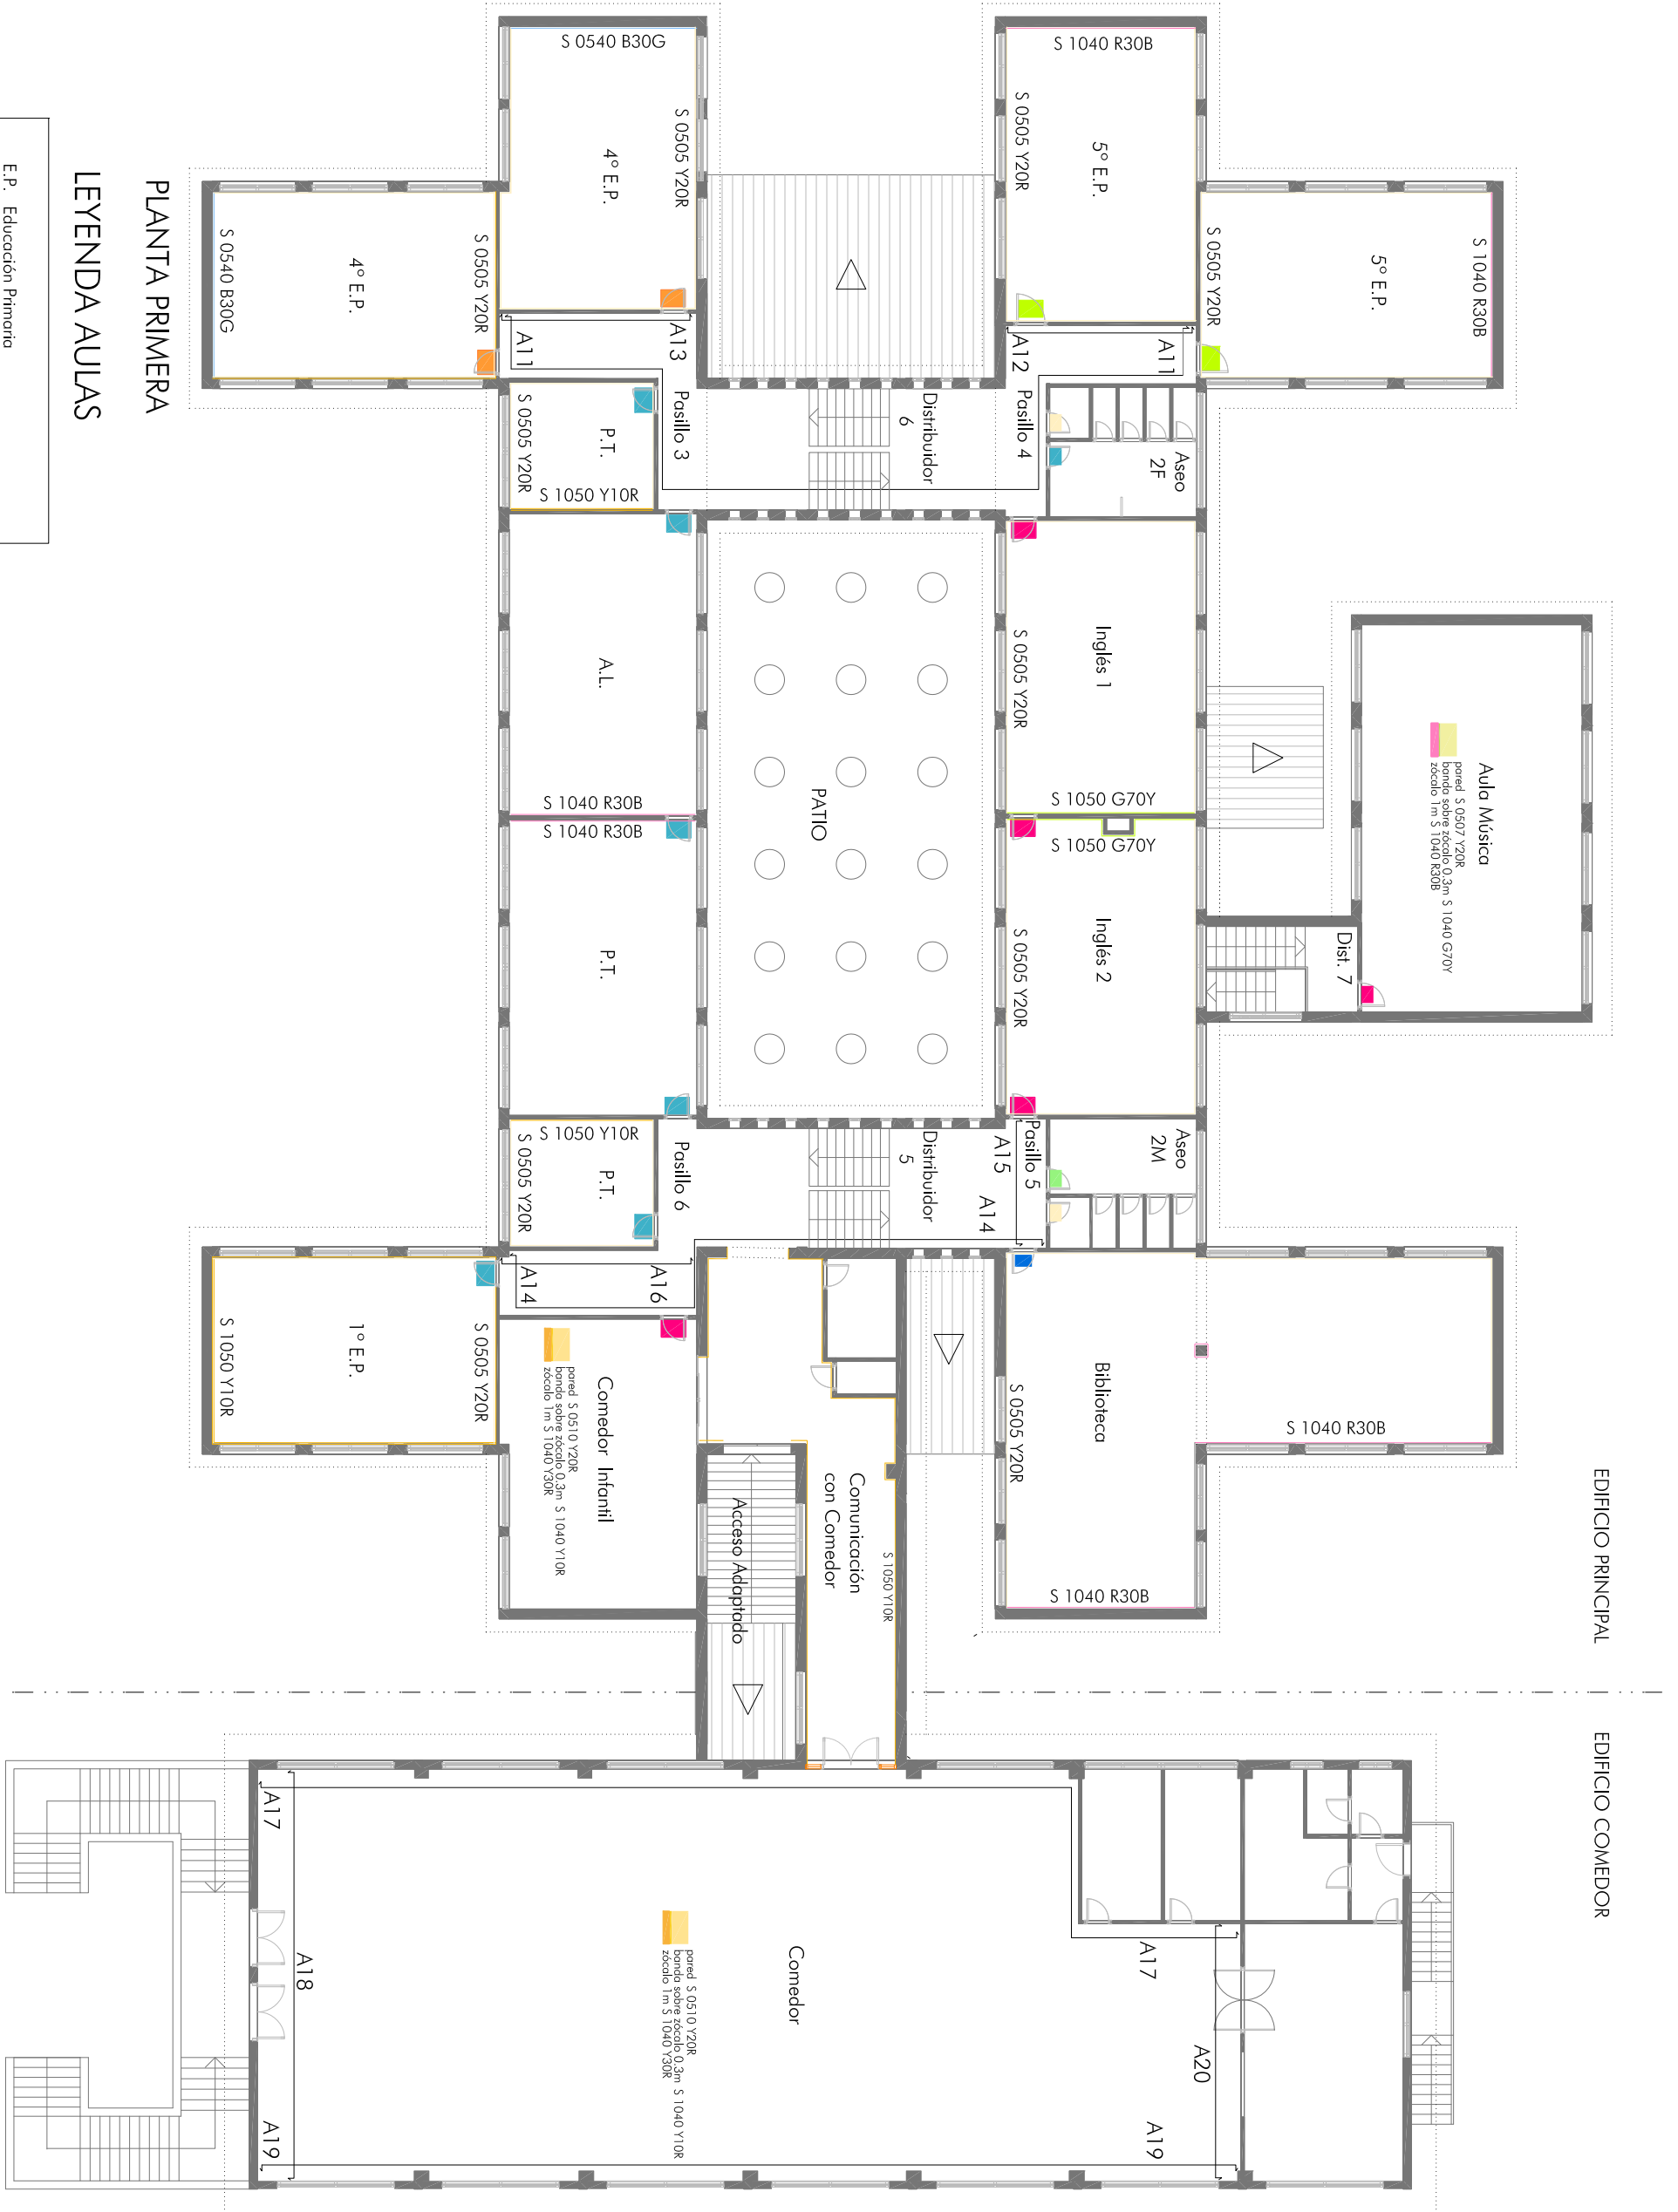 EDIFICIO PRINCIPAL
EDIFICIO COMEDOR
Aula Música
pared S 0507 Y20R
banda sobre zócalo 0.3m S 1040 G70Y
zócalo 1m S 1040 R30B
Dist. 7
S 1040 R30B
5º E.P.
S 0505 Y20R
S 1040 R30B
5º E.P.
S 0505 Y20R
A11
A12
Aseo
2F
Pasillo 4
Distribuidor
6
Inglés 1
S 0505 Y20R
S 1050 G70Y
S 1050 G70Y
Inglés 2
S 0505 Y20R
Aseo
2M
Pasillo 5
A15
A14
Distribuidor
5
S 1040 R30B
Biblioteca
S 0505 Y20R
S 1040 R30B
PATIO
S 1050 Y10R
Comunicación
con Comedor
Acceso Adaptado
S 0540 B30G
S 0505 Y20R
4º E.P.
A13
A11
Pasillo 3
P.T.
S 0505 Y20R
S 1050 Y10R
A.L.
S 1040 R30B
S 1040 R30B
P.T.
Pasillo 6
S 1050 Y10R
P.T.
S 0505 Y20R
A16
A14
Comedor Infantil
pared S 0510 Y20R
banda sobre zócalo 0.3m S 1040 Y10R
zócalo 1m S 1040 Y30R
S 0505 Y20R
4º E.P.
S 0540 B30G
S 0505 Y20R
1º E.P.
S 1050 Y10R
A17
A20
A19
Comedor
pared S 0510 Y20R
banda sobre zócalo 0.3m S 1040 Y10R
zócalo 1m S 1040 Y30R
A17
A18
A19
PLANTA PRIMERA
LEYENDA AULAS
E.P. Educación Primaria